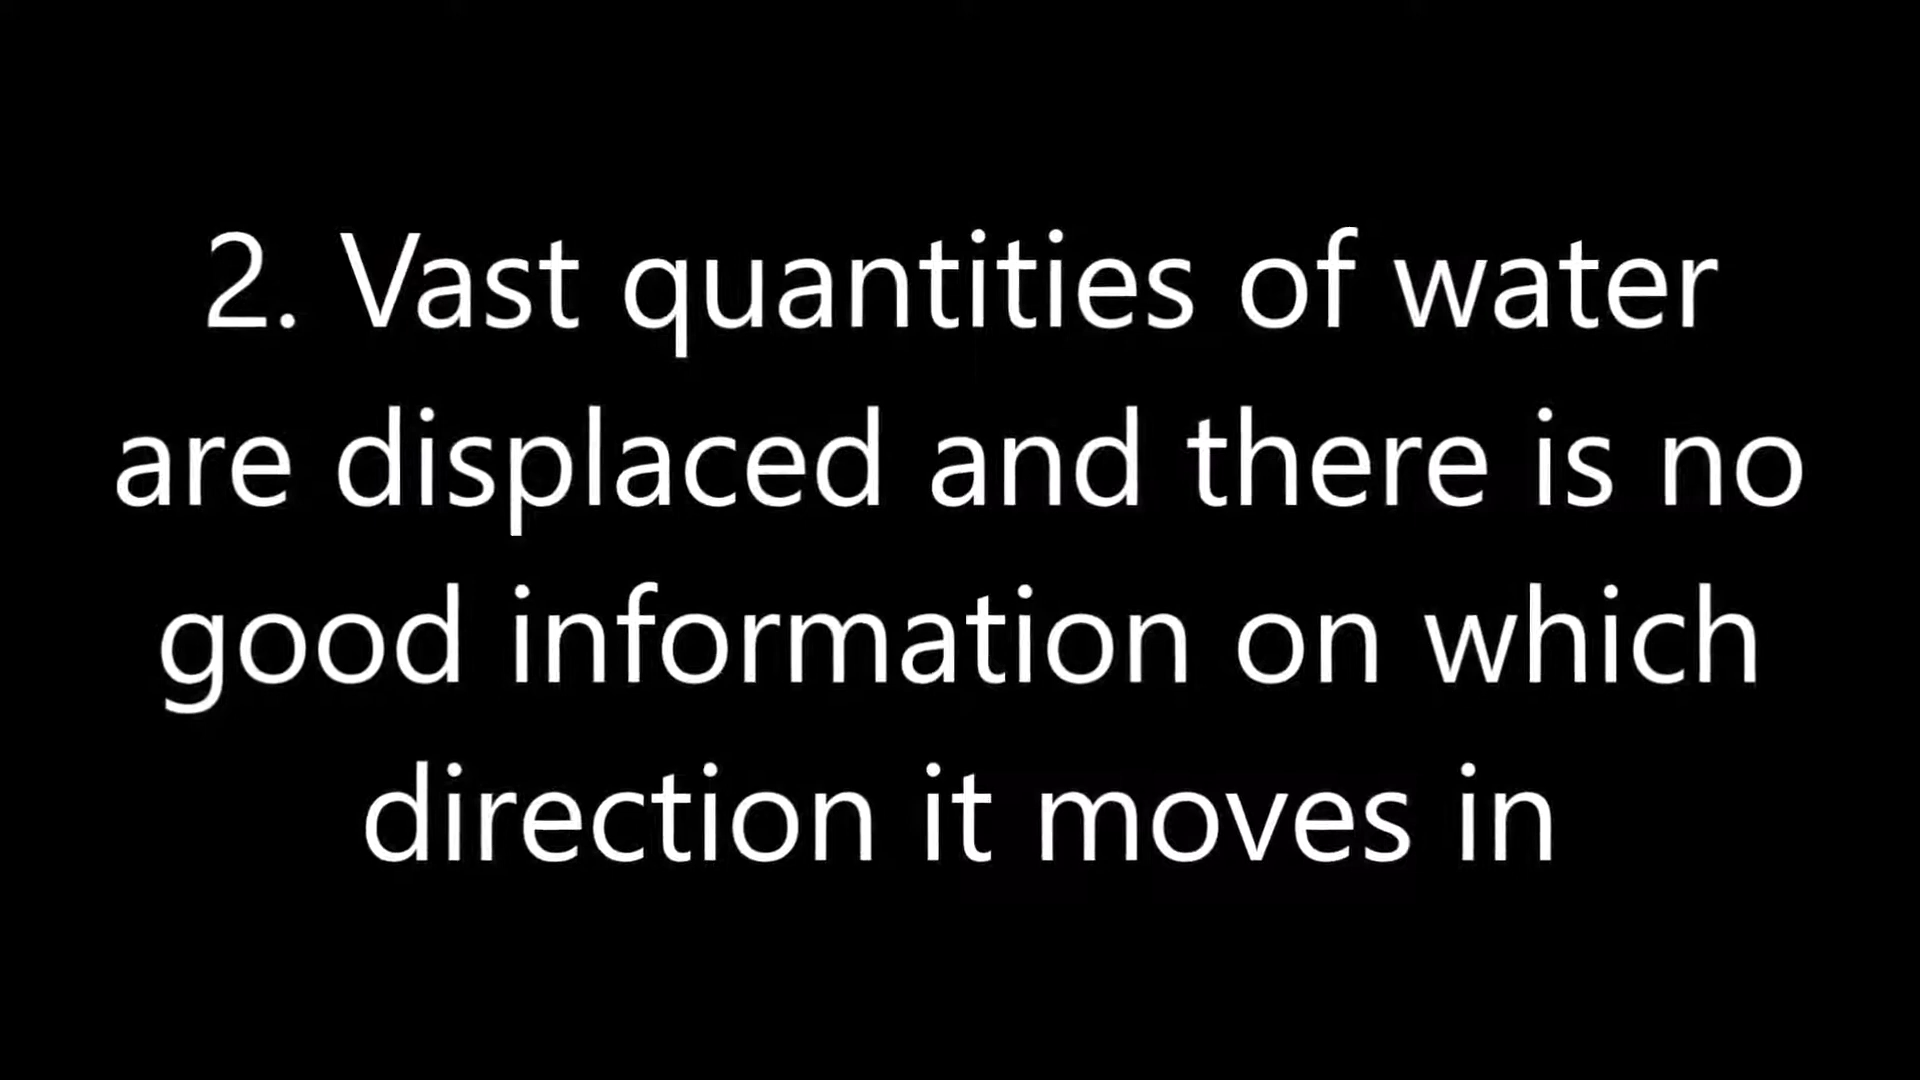 2. Vast quantities of water
are displaced and there is no
good information on which
direction it moves in